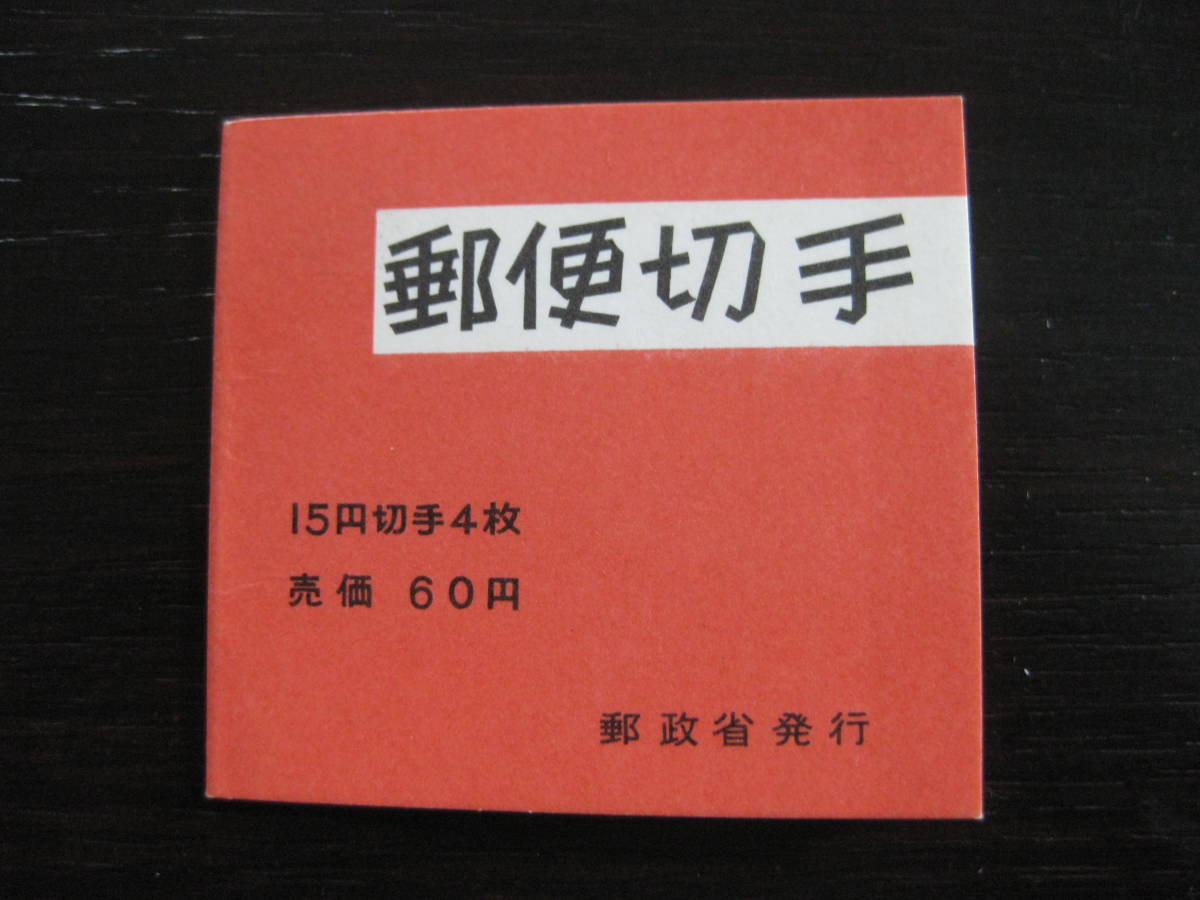 郵便切手
15円切手4枚
売価 60円
郵政省発行